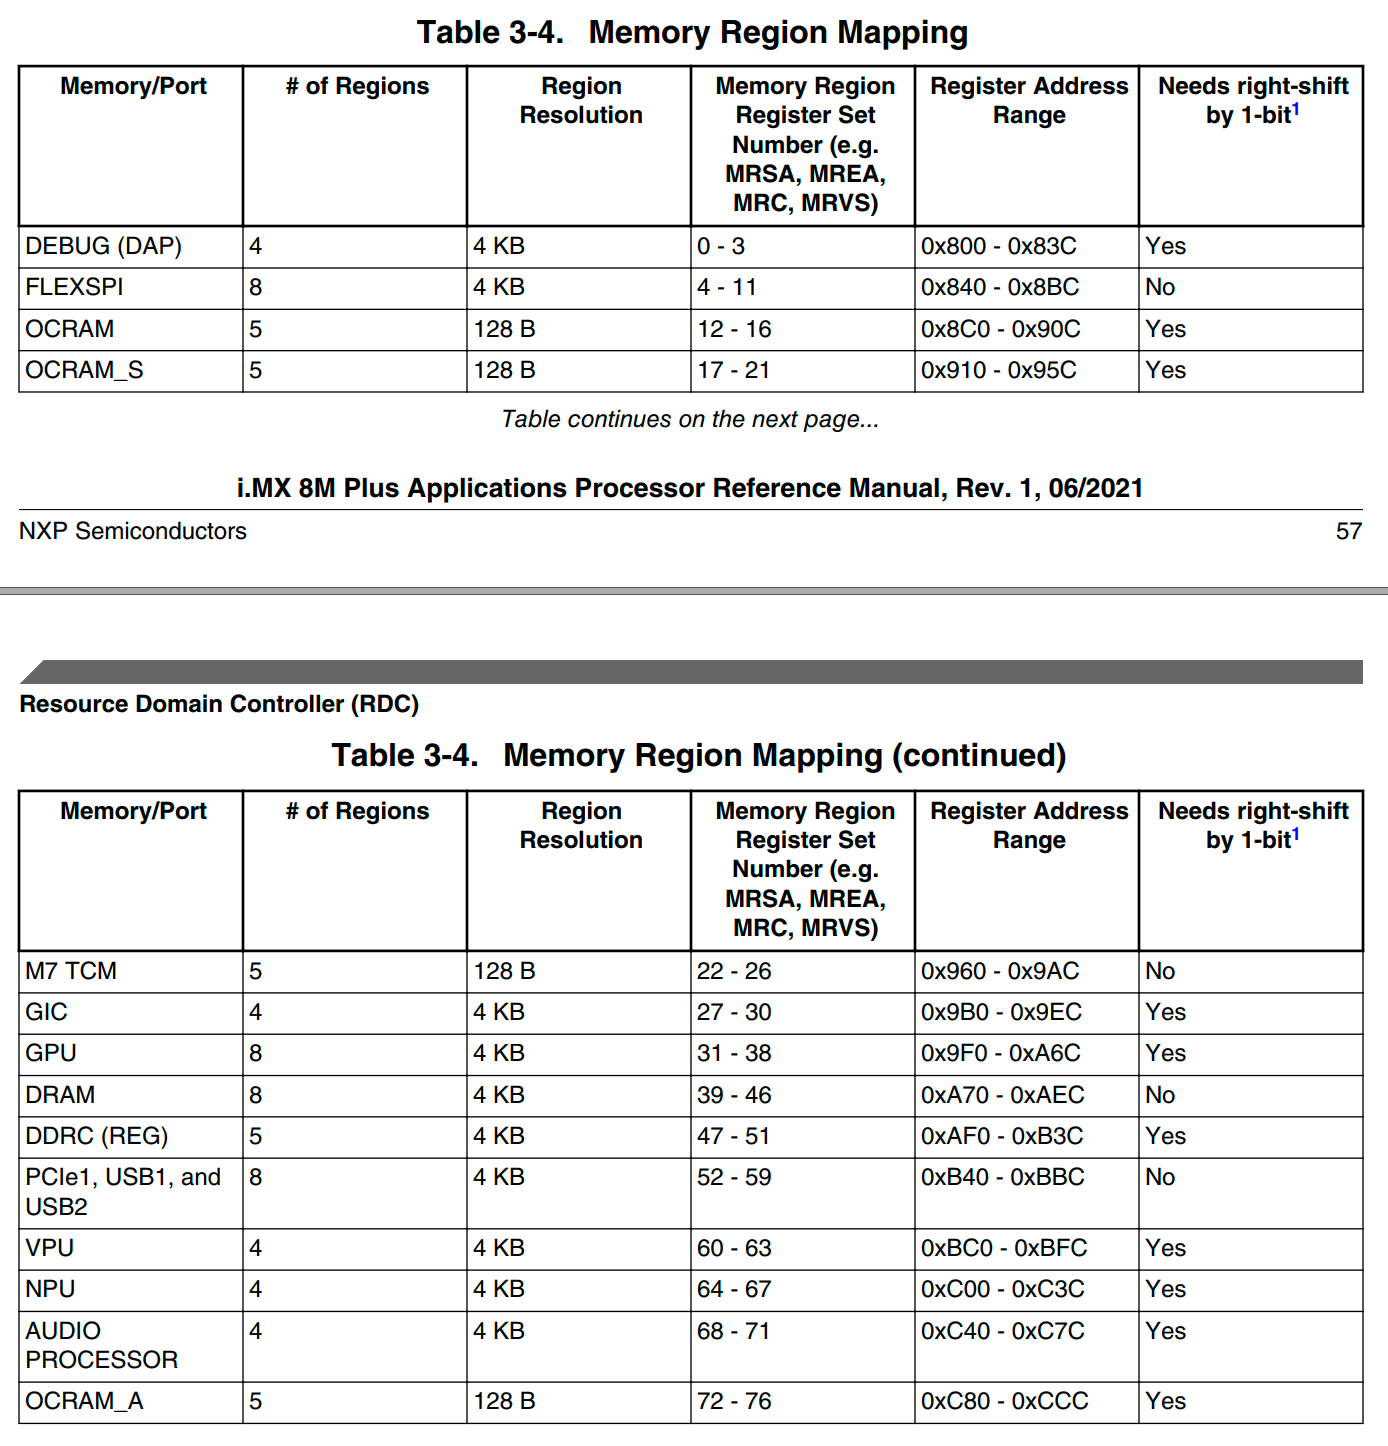 Table 3-4. Memory Region Mapping
Memory/Port # of Regions Region Resolution Memory Region Register Set Number (e.g. MRSA, MREA, MRC, MRVS) Register Address Range Needs right-shift by 1-bit1
DEBUG (DAP) 4 4 KB 0 - 3 0x800 - 0x83C Yes
FLEXSPI 8 4 KB 4 - 11 0x840 - 0x8BC No
OCRAM 5 128 B 12 - 16 0x8C0 - 0x90C Yes
OCRAM_S 5 128 B 17 - 21 0x910 - 0x95C Yes
Table continues on the next page...
i.MX 8M Plus Applications Processor Reference Manual, Rev. 1, 06/2021
NXP Semiconductors 57
Resource Domain Controller (RDC)
Table 3-4. Memory Region Mapping (continued)
Memory/Port # of Regions Region Resolution Memory Region Register Set Number (e.g. MRSA, MREA, MRC, MRVS) Register Address Range Needs right-shift by 1-bit1
M7 TCM 5 128 B 22 - 26 0x960 - 0x9AC No
GIC 4 4 KB 27 - 30 0x9B0 - 0x9EC Yes
GPU 8 4 KB 31 - 38 0x9F0 - 0xA6C Yes
DRAM 8 4 KB 39 - 46 0xA70 - 0xAEC No
DDRC (REG) 5 4 KB 47 - 51 0xAF0 - 0xB3C Yes
PCIe1, USB1, and USB2 8 4 KB 52 - 59 0xB40 - 0xBBC No
VPU 4 4 KB 60 - 63 0xBC0 - 0xBFC Yes
NPU 4 4 KB 64 - 67 0xC00 - 0xC3C Yes
AUDIO PROCESSOR 4 4 KB 68 - 71 0xC40 - 0xC7C Yes
OCRAM_A 5 128 B 72 - 76 0xC80 - 0xCCC Yes